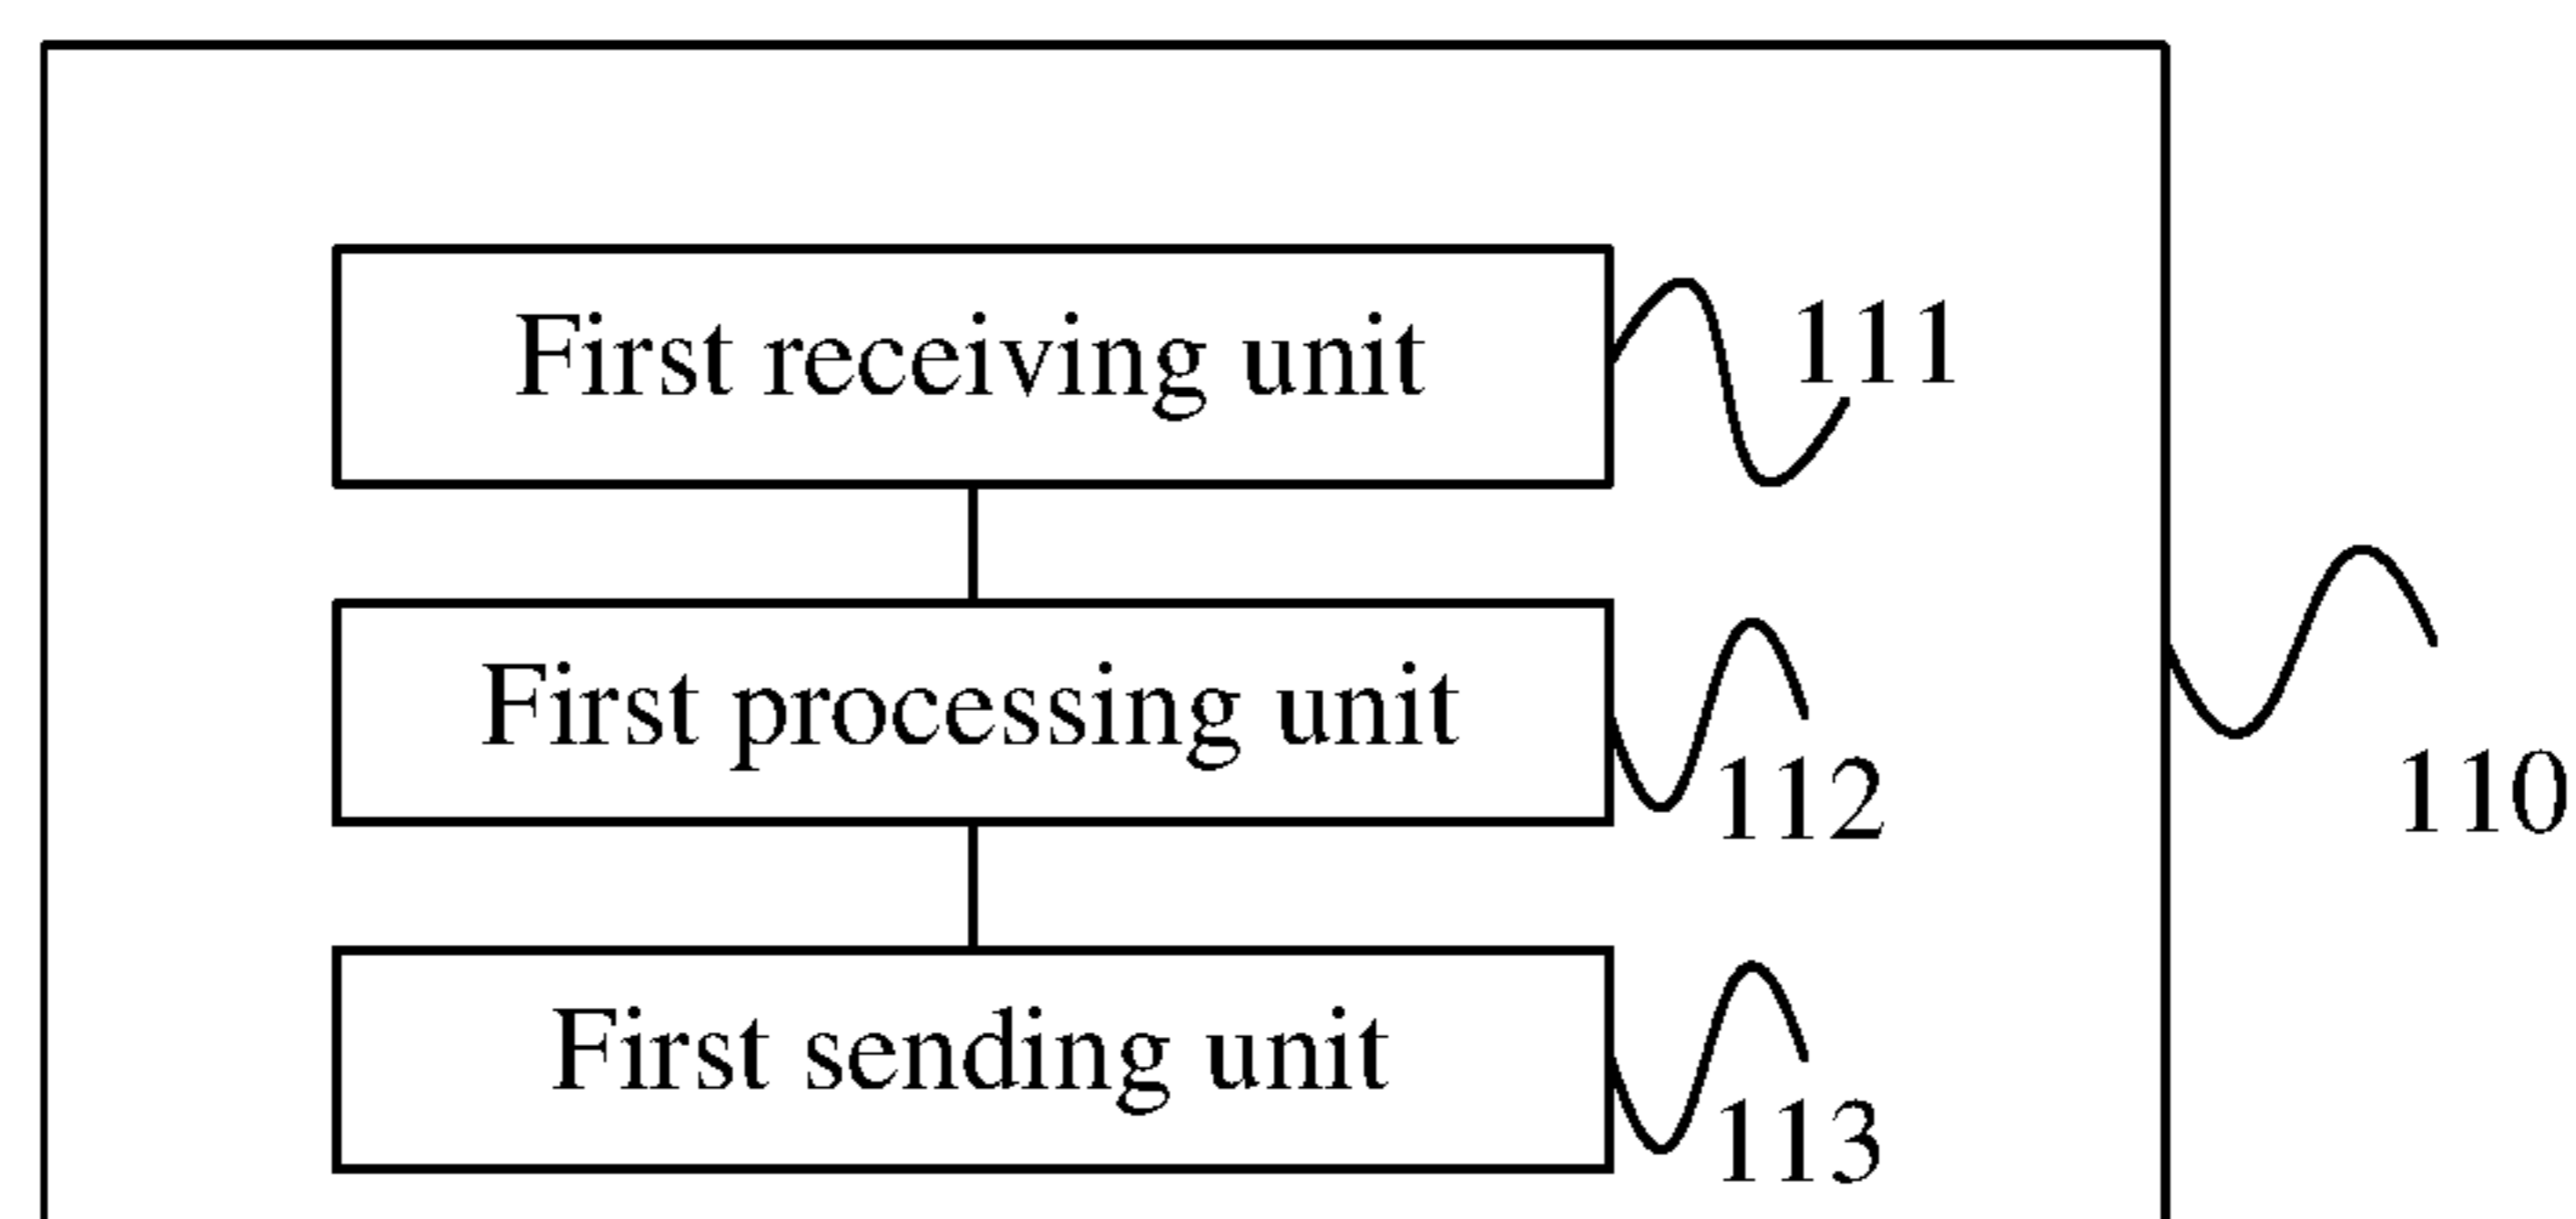 First receiving unit
111
First processing unit
112
110
First sending unit
113